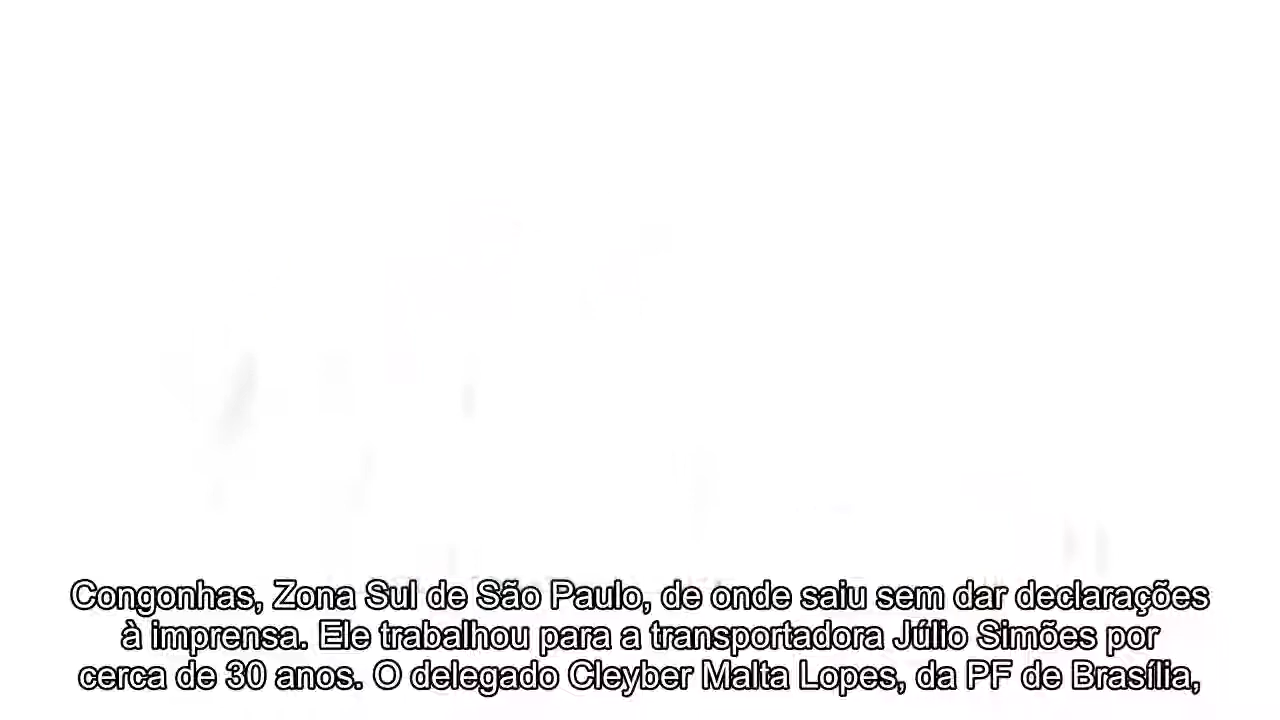 Congonhas, Zona Sul de São Paulo, de onde saiu sem dar declarações
à imprensa. Ele trabalhou para a transportadora Júlio Simões por
cerca de 30 anos. O delegado Cleyber Malta Lopes, da PF de Brasília,